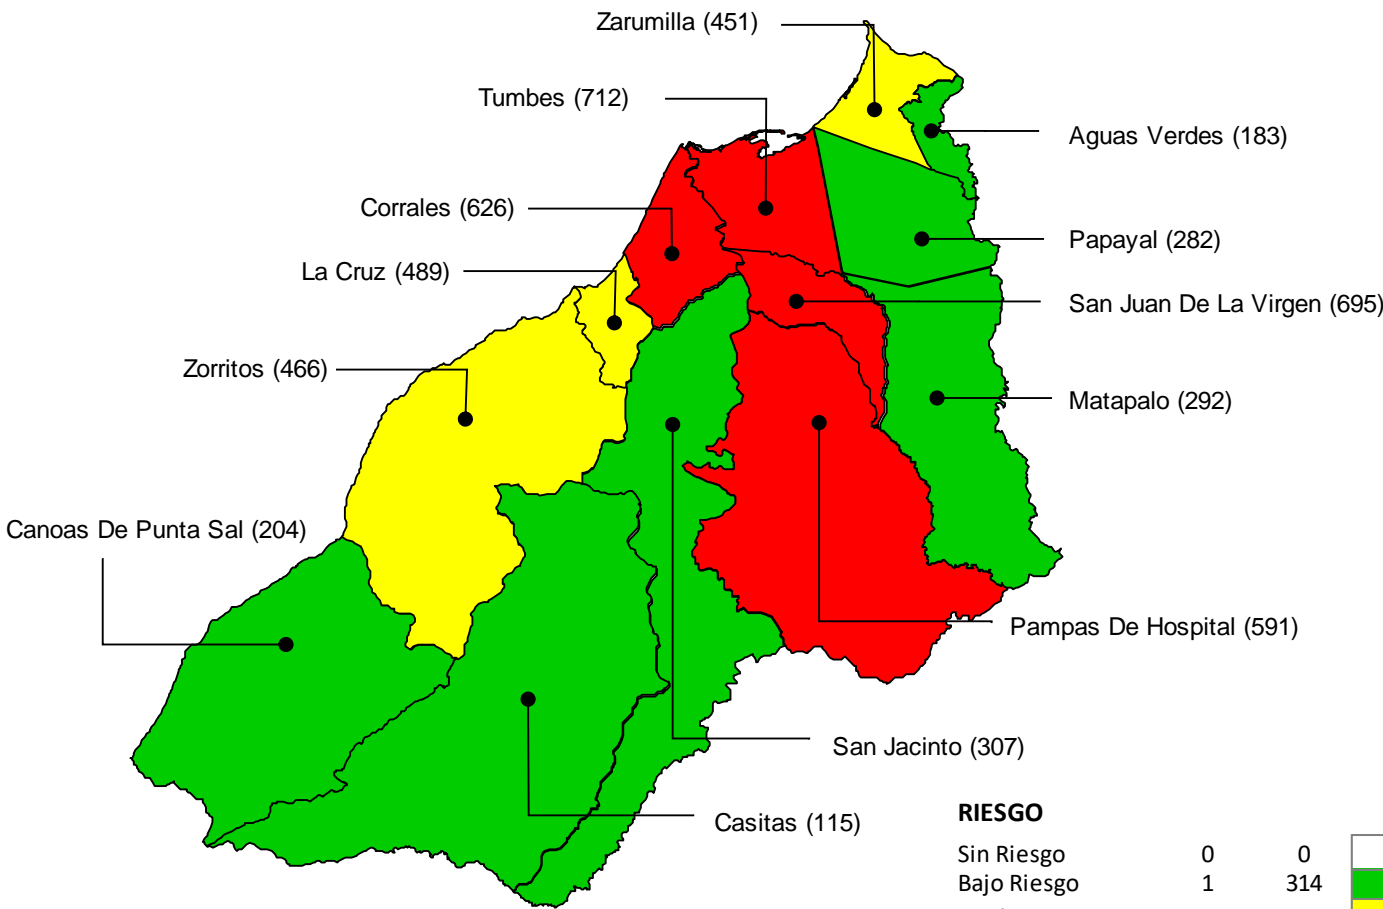 Zarumilla (451)
Tumbes (712)
Aguas Verdes (183)
Corrales (626)
Papayal (282)
La Cruz (489)
San Juan De La Virgen (695)
Zorritos (466)
Matapalo (292)
Canoas De Punta Sal (204)
Pampas De Hospital (591)
San Jacinto (307)
Casitas (115)
RIESGO
Sin Riesgo 0 0
Bajo Riesgo 1 314